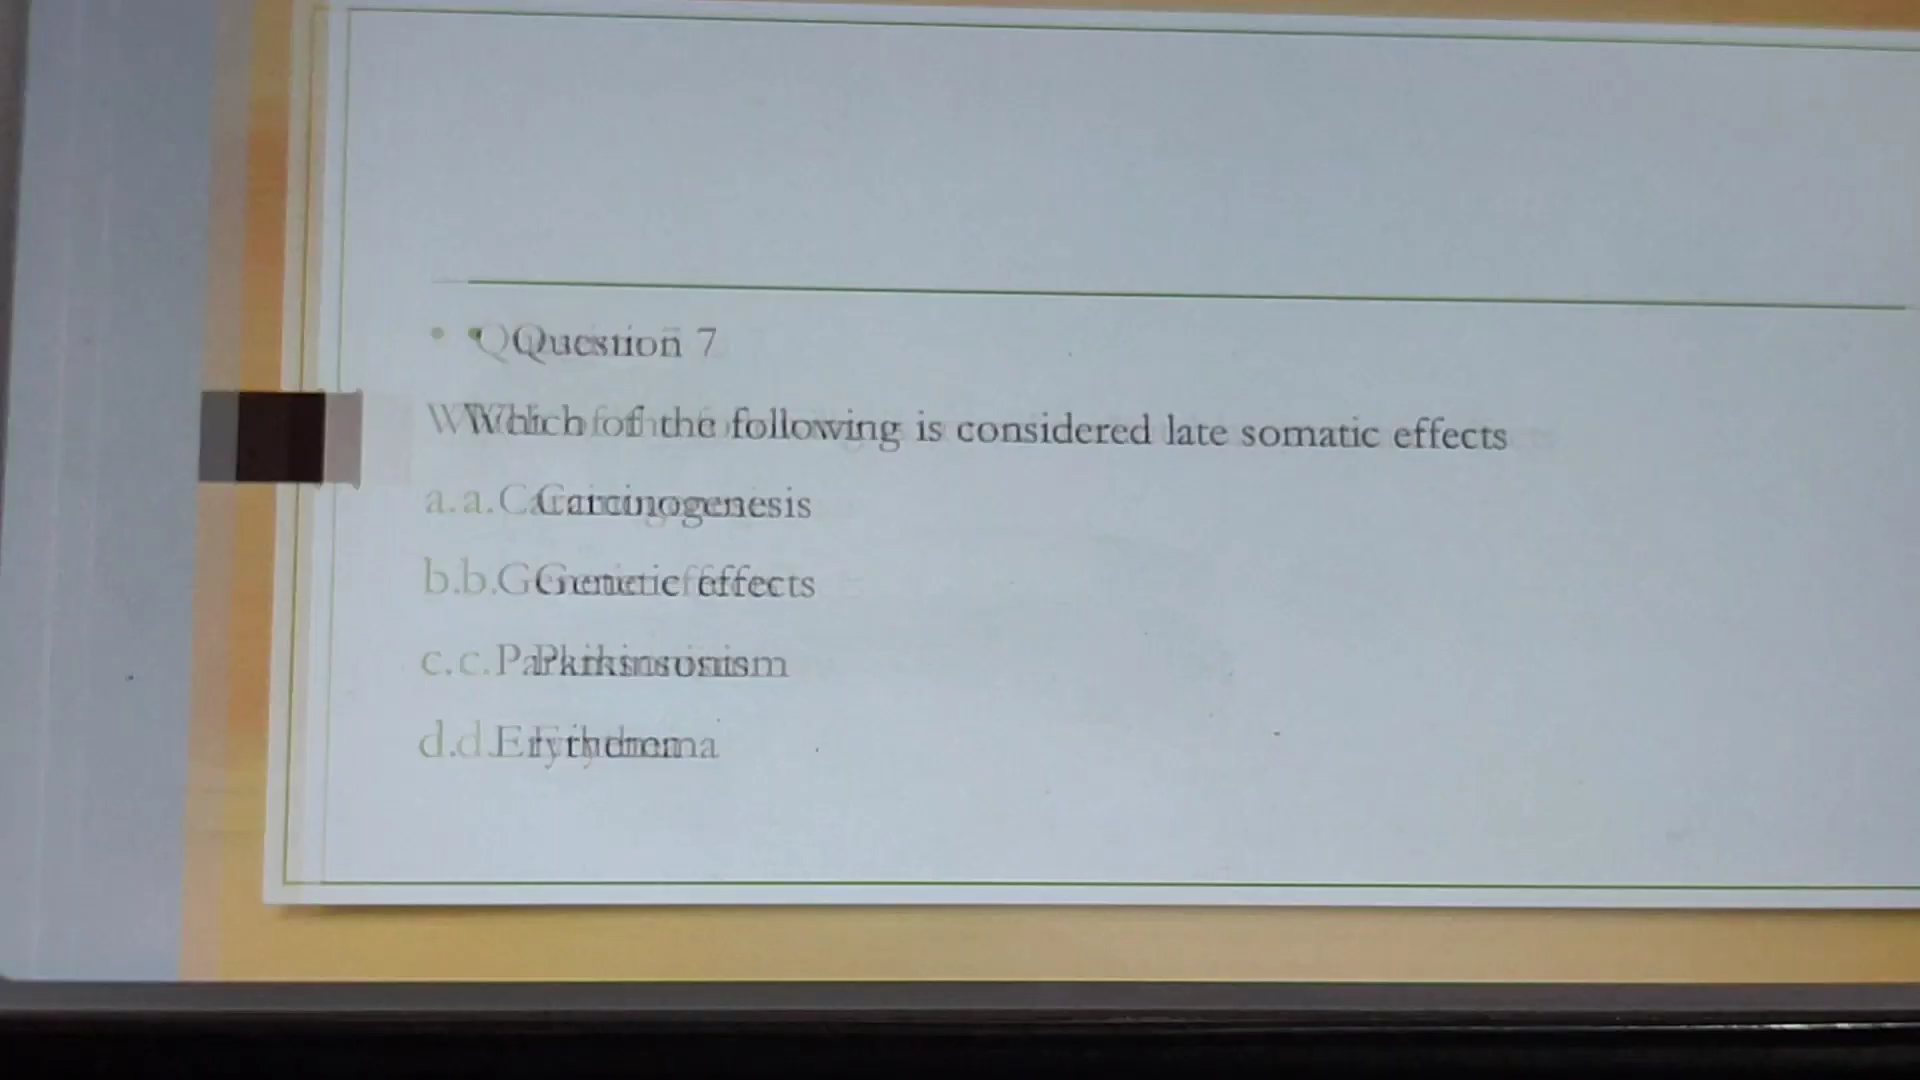 • Question 7
Which of the following is considered late somatic effects
a. Carcinogenesis
b. Genetic effects
c. Parkinsonism
d. Erythema